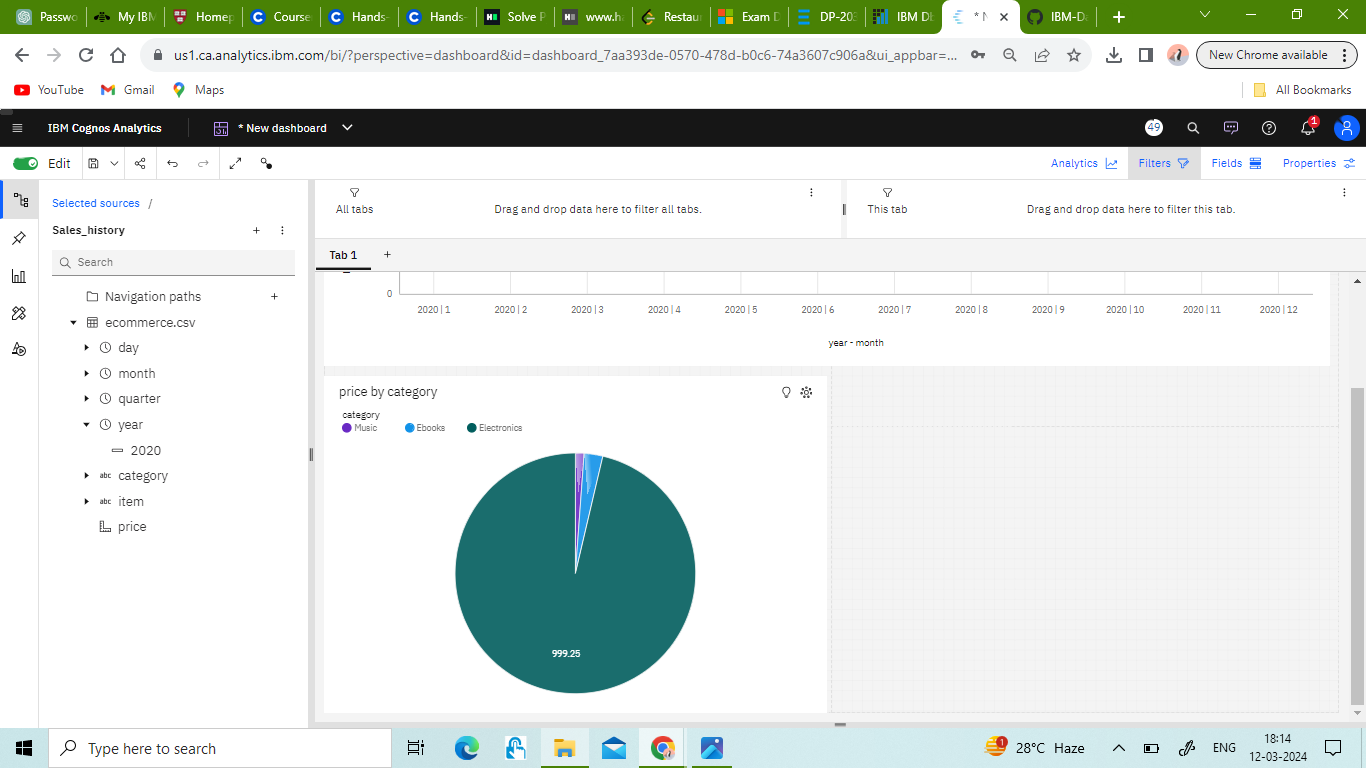 Passwo
My IBM
Homep
Course
Hands-
Hands-
Solve P
www.ha
Restau
Exam D
DP-203
IBM Db
* N
IBM-Da
us1.ca.analytics.ibm.com/bi/?perspective=dashboard&id=dashboard_7aa393de-0570-478d-b0c6-74a3607c906a&ui_appbar=...
New Chrome available
YouTube
Gmail
Maps
All Bookmarks
IBM Cognos Analytics
* New dashboard
49
1
Edit
Analytics
Filters
Fields
Properties
Selected sources /
Sales_history
Search
Navigation paths
ecommerce.csv
day
month
quarter
year
2020
abc category
abc item
price
All tabs
Drag and drop data here to filter all tabs.
This tab
Drag and drop data here to filter this tab.
Tab 1
0
2020 | 1
2020 | 2
2020 | 3
2020 | 4
2020 | 5
2020 | 6
2020 | 7
2020 | 8
2020 | 9
2020 | 10
2020 | 11
2020 | 12
year - month
price by category
category
Music
Ebooks
Electronics
999.25
Type here to search
1
28°C Haze
ENG
18:14
12-03-2024